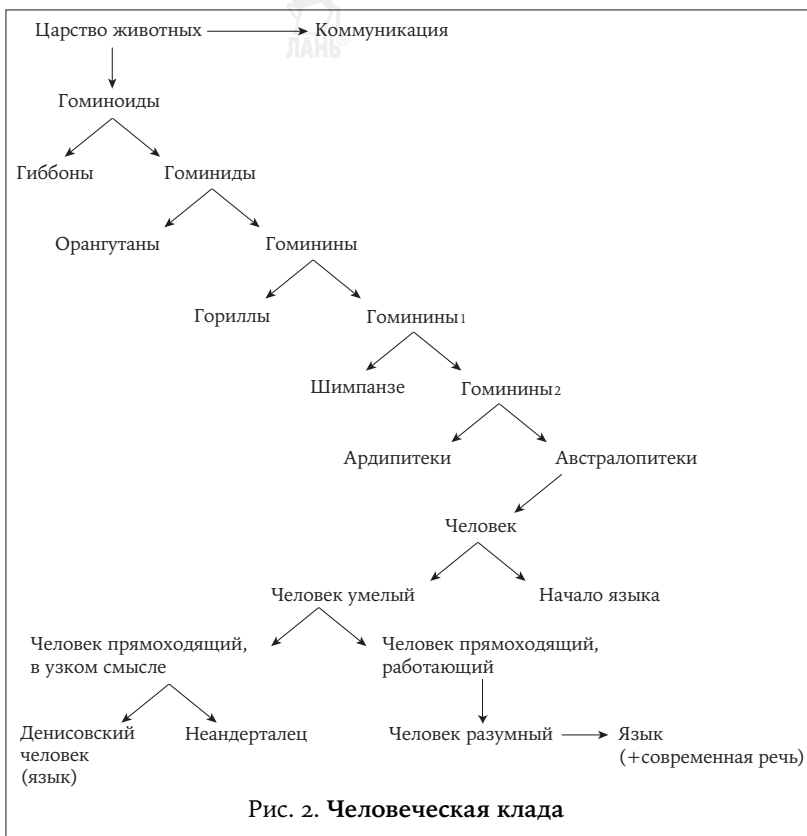 ЛАНЬ®
Царство животных Коммуникация
Гоминоиды
Гиббоны Гоминиды
Орангутаны Гоминины
Гориллы Гоминины1
Шимпанзе Гоминины2
Ардипитеки Австралопитеки
Человек
Человек умелый Начало языка
Человек прямоходящий,
в узком смысле
Человек прямоходящий,
работающий
Денисовский
человек
(язык)
Неандерталец
Человек разумный
Язык
(+современная речь)
Рис. 2. Человеческая клада